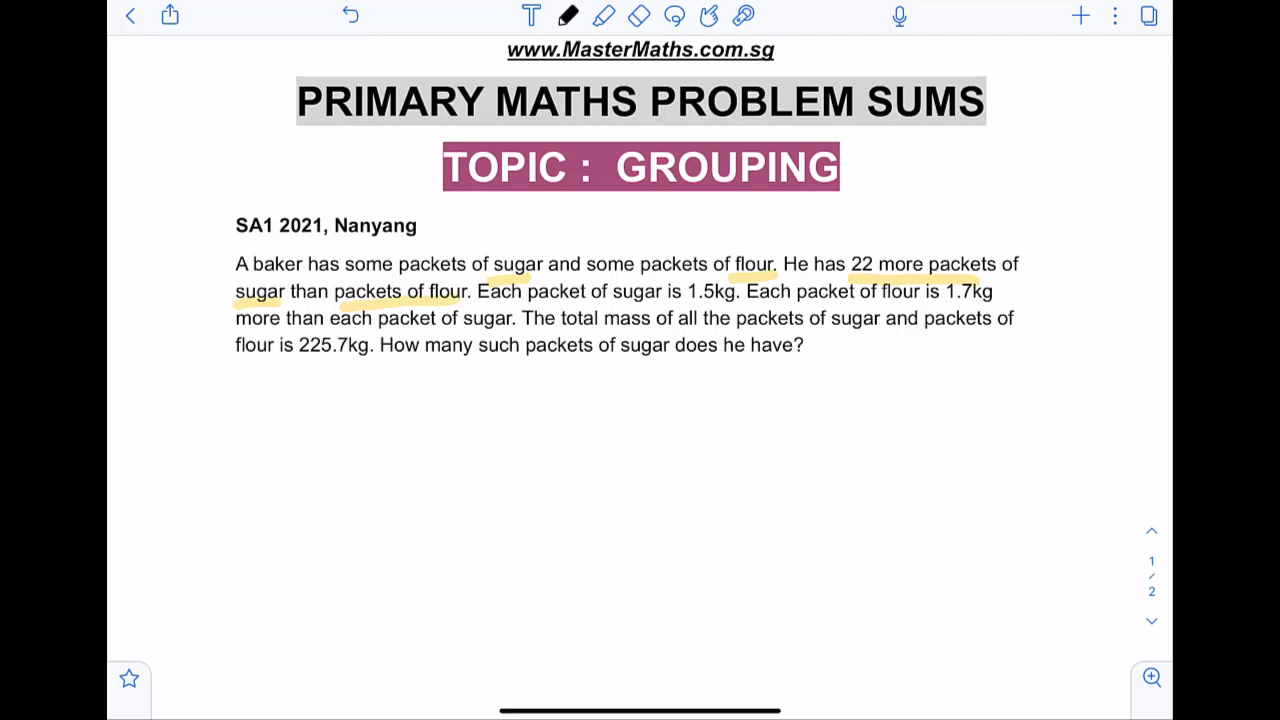 www.MasterMaths.com.sg
PRIMARY MATHS PROBLEM SUMS
TOPIC : GROUPING
SA1 2021, Nanyang
A baker has some packets of sugar and some packets of flour. He has 22 more packets of
sugar than packets of flour. Each packet of sugar is 1.5kg. Each packet of flour is 1.7kg
more than each packet of sugar. The total mass of all the packets of sugar and packets of
flour is 225.7kg. How many such packets of sugar does he have?
1
/
2